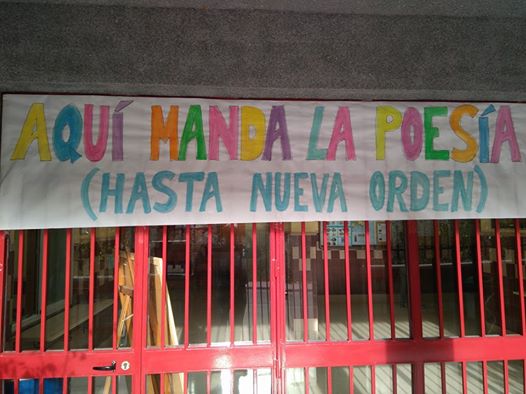 AQUÍ MANDA LA POESÍA
(HASTA NUEVA ORDEN)